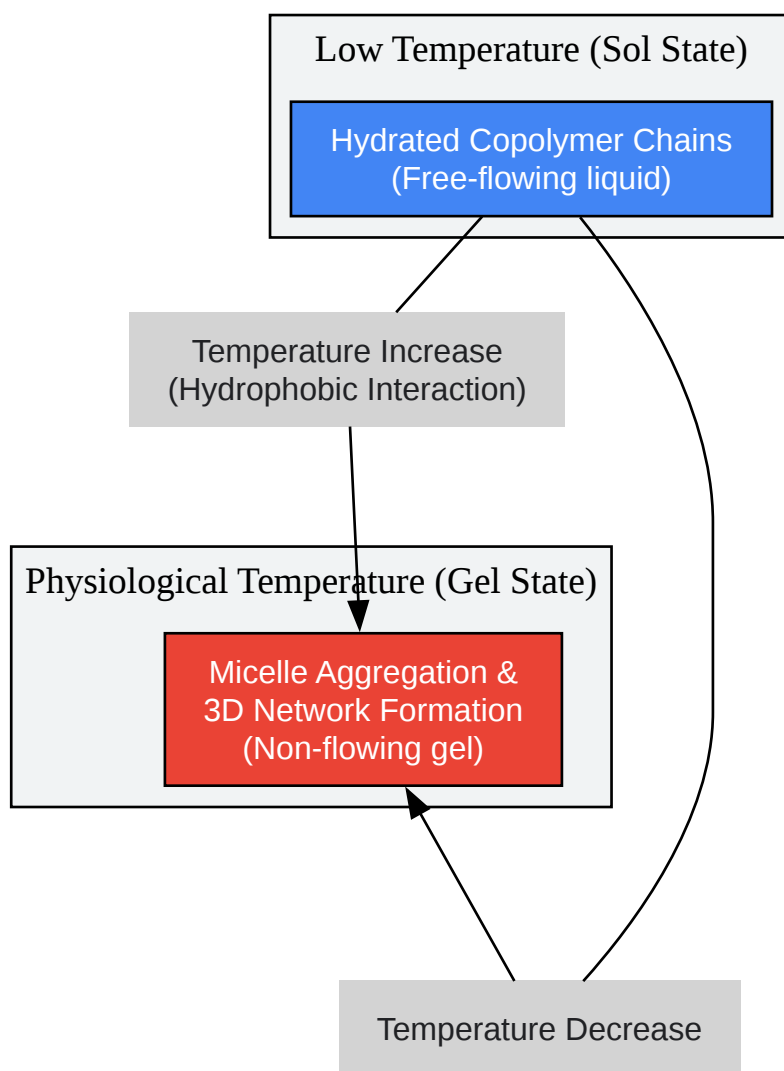 Low Temperature (Sol State)
Hydrated Copolymer Chains
(Free-flowing liquid)
Temperature Increase
(Hydrophobic Interaction)
Physiological Temperature (Gel State)
Micelle Aggregation &
3D Network Formation
(Non-flowing gel)
Temperature Decrease